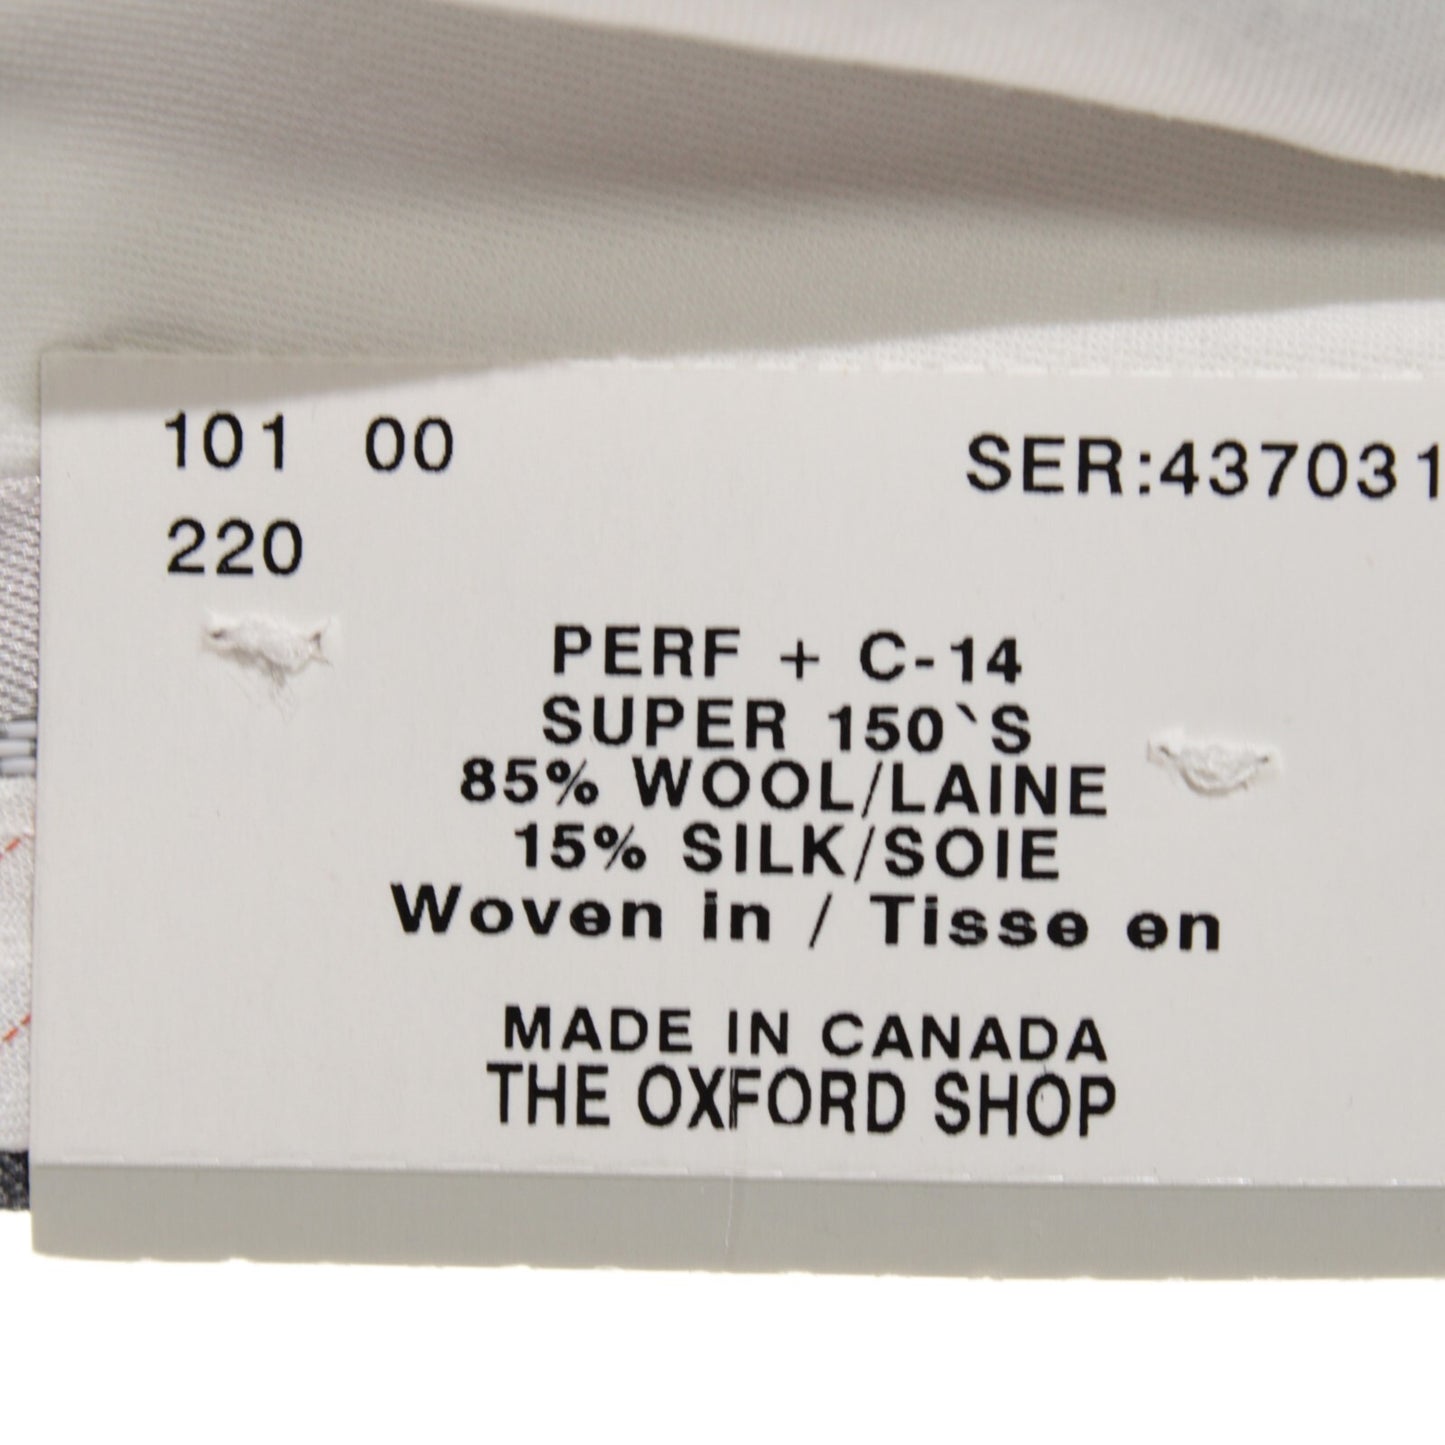 101 00 SER:437031
220
PERF + C-14
SUPER 150`S
85% WOOL/LAINE
15% SILK/SOIE
Woven in / Tisse en
MADE IN CANADA
THE OXFORD SHOP